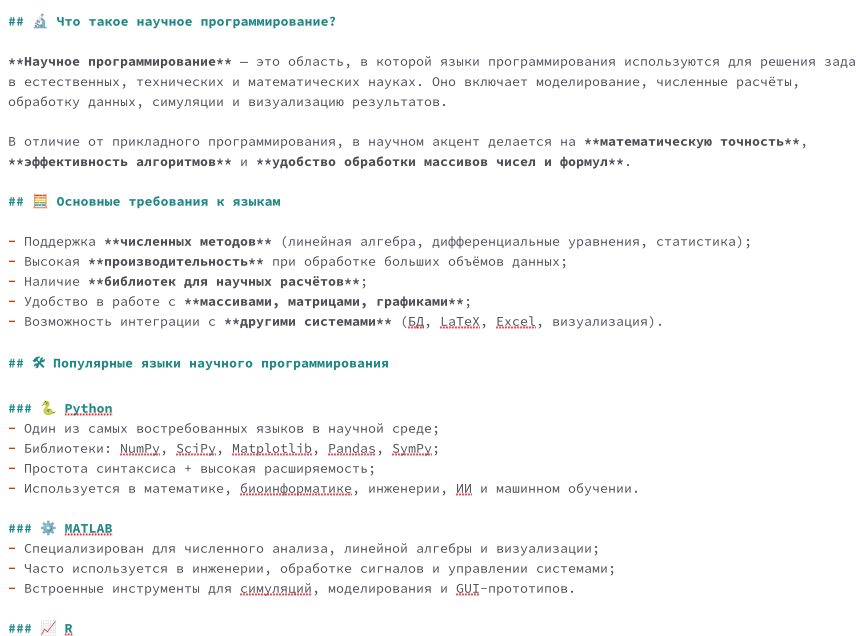 ## 🔬 Что такое научное программирование?
**Научное программирование** — это область, в которой языки программирования используются для решения зада
в естественных, технических и математических науках. Оно включает моделирование, численные расчёты,
обработку данных, симуляции и визуализацию результатов.
В отличие от прикладного программирования, в научном акцент делается на **математическую точность**,
**эффективность алгоритмов** и **удобство обработки массивов чисел и формул**.
## 🧮 Основные требования к языкам
- Поддержка **численных методов** (линейная алгебра, дифференциальные уравнения, статистика);
- Высокая **производительность** при обработке больших объёмов данных;
- Наличие **библиотек для научных расчётов**;
- Удобство в работе с **массивами, матрицами, графиками**;
- Возможность интеграции с **другими системами** (БД, LaTeX, Excel, визуализация).
## 🛠 Популярные языки научного программирования
### 🐍 Python
- Один из самых востребованных языков в научной среде;
- Библиотеки: NumPy, SciPy, Matplotlib, Pandas, SymPy;
- Простота синтаксиса + высокая расширяемость;
- Используется в математике, биоинформатике, инженерии, ИИ и машинном обучении.
### ⚙️ MATLAB
- Специализирован для численного анализа, линейной алгебры и визуализации;
- Часто используется в инженерии, обработке сигналов и управлении системами;
- Встроенные инструменты для симуляций, моделирования и GUI-прототипов.
### 📈 R